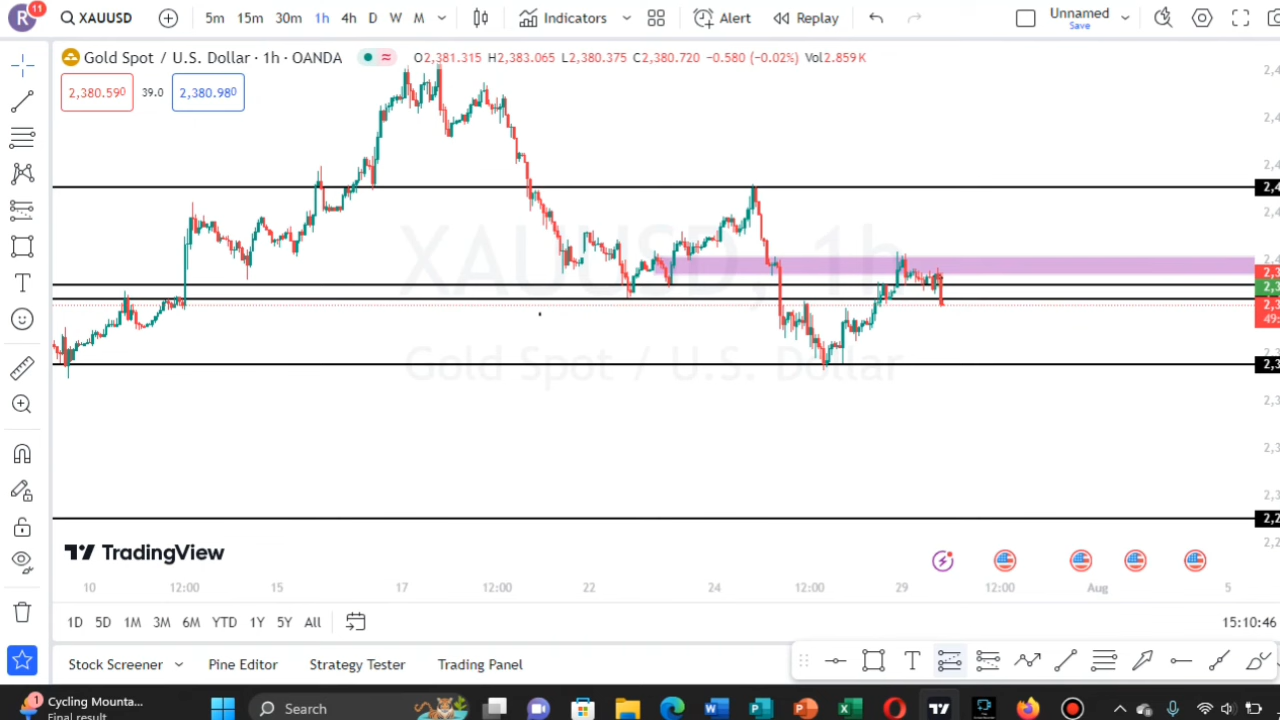 R 11 XAUUSD 5m 15m 30m 1h 4h D W M Indicators Alert Replay Unnamed
Save
Gold Spot / U.S. Dollar · 1h · OANDA O2,381.315 H2,383.065 L2,380.375 C2,380.720 −0.580 (−0.02%) Vol2.859K
2,380.590 39.0 2,380.980
XAUUSD, 1h
Gold Spot / U.S. Dollar
TradingView
10 12:00 15 17 12:00 22 24 12:00 29 12:00 Aug 5
1D 5D 1M 3M 6M YTD 1Y 5Y All 15:10:46
Stock Screener Pine Editor Strategy Tester Trading Panel
1 Cycling Mounta...
Final result
Search